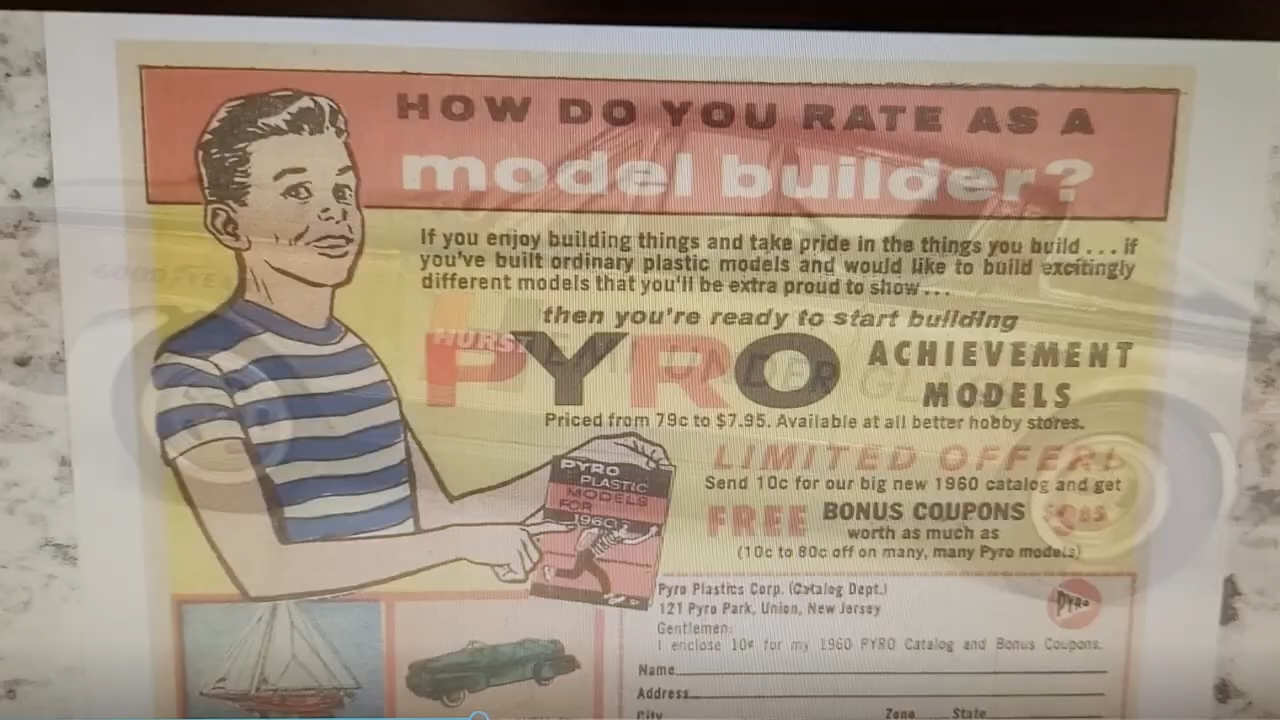 HOW DO YOU RATE AS A
model builder?
If you enjoy building things and take pride in the things you build ... if
you've built ordinary plastic models and would like to build excitingly
different models that you'll be extra proud to show ...
then you're ready to start building
PYRO ACHIEVEMENT
MODELS
HURST
GOODYEAR
Priced from 79c to $7.95. Available at all better hobby stores.
LIMITED OFFER!
Send 10c for our big new 1960 catalog and get
FREE BONUS COUPONS
worth as much as
(10c to 80c off on many, many Pyro models)
PYRO
PLASTIC
MODELS
FOR
1960
Pyro Plastics Corp. (Catalog Dept.)
121 Pyro Park, Union, New Jersey
Pyro
Gentlemen:
I enclose 10¢ for my 1960 PYRO Catalog and Bonus Coupons.
Name
Address
City Zone State